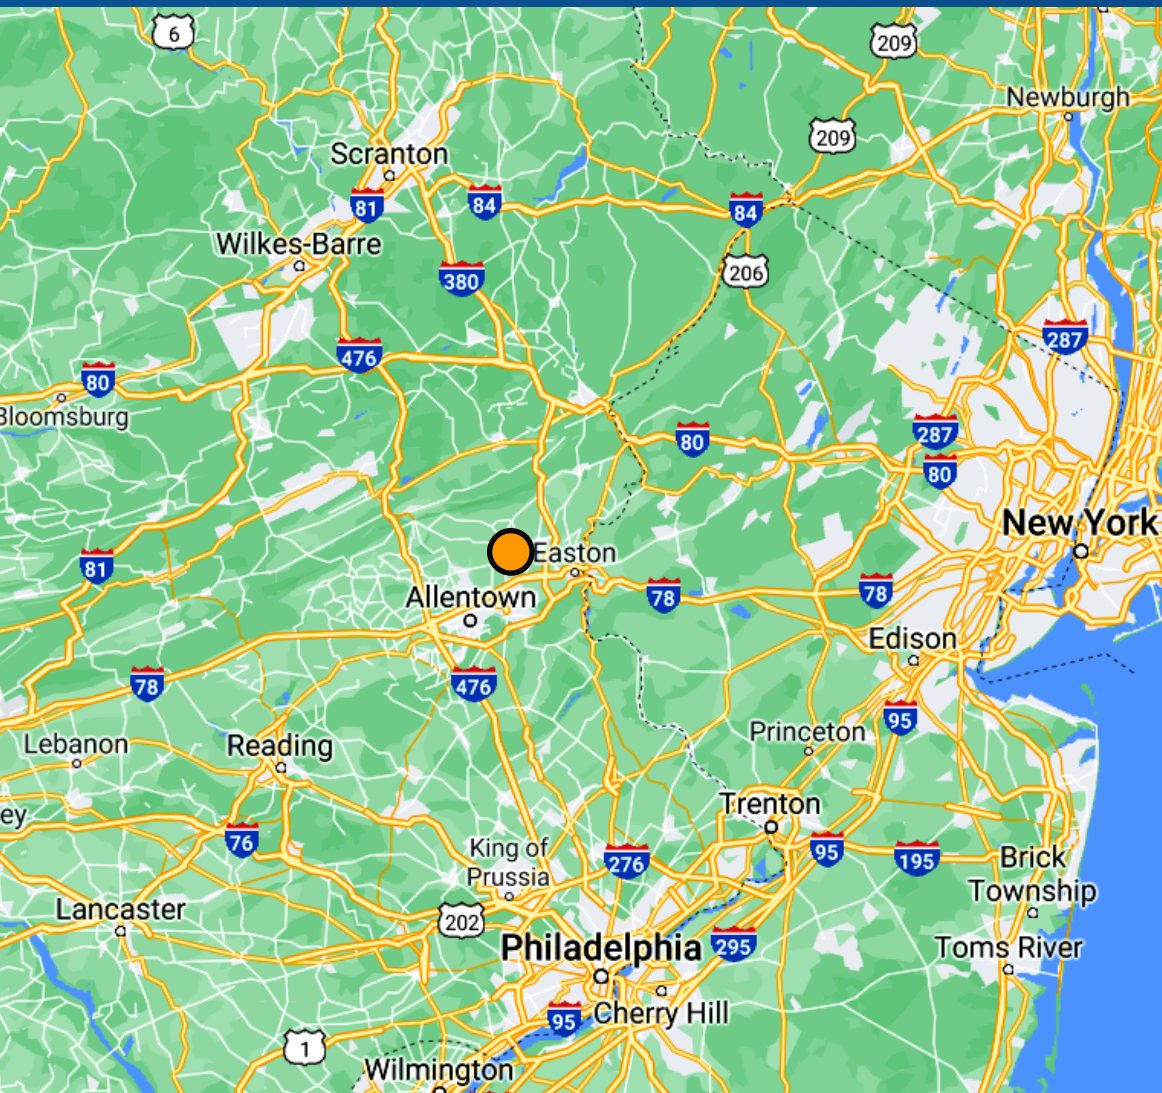 6
209
Newburgh
209
Scranton
81
84
84
Wilkes-Barre
380
206
476
287
80
Bloomsburg
80
287
80
New York
Easton
81
78
78
Allentown
Edison
78
476
95
Princeton
Lebanon
Reading
Trenton
ey
76
King of
Prussia
276
95
195
Brick
Township
Lancaster
202
Philadelphia
295
Toms River
95
Cherry Hill
1
Wilmington